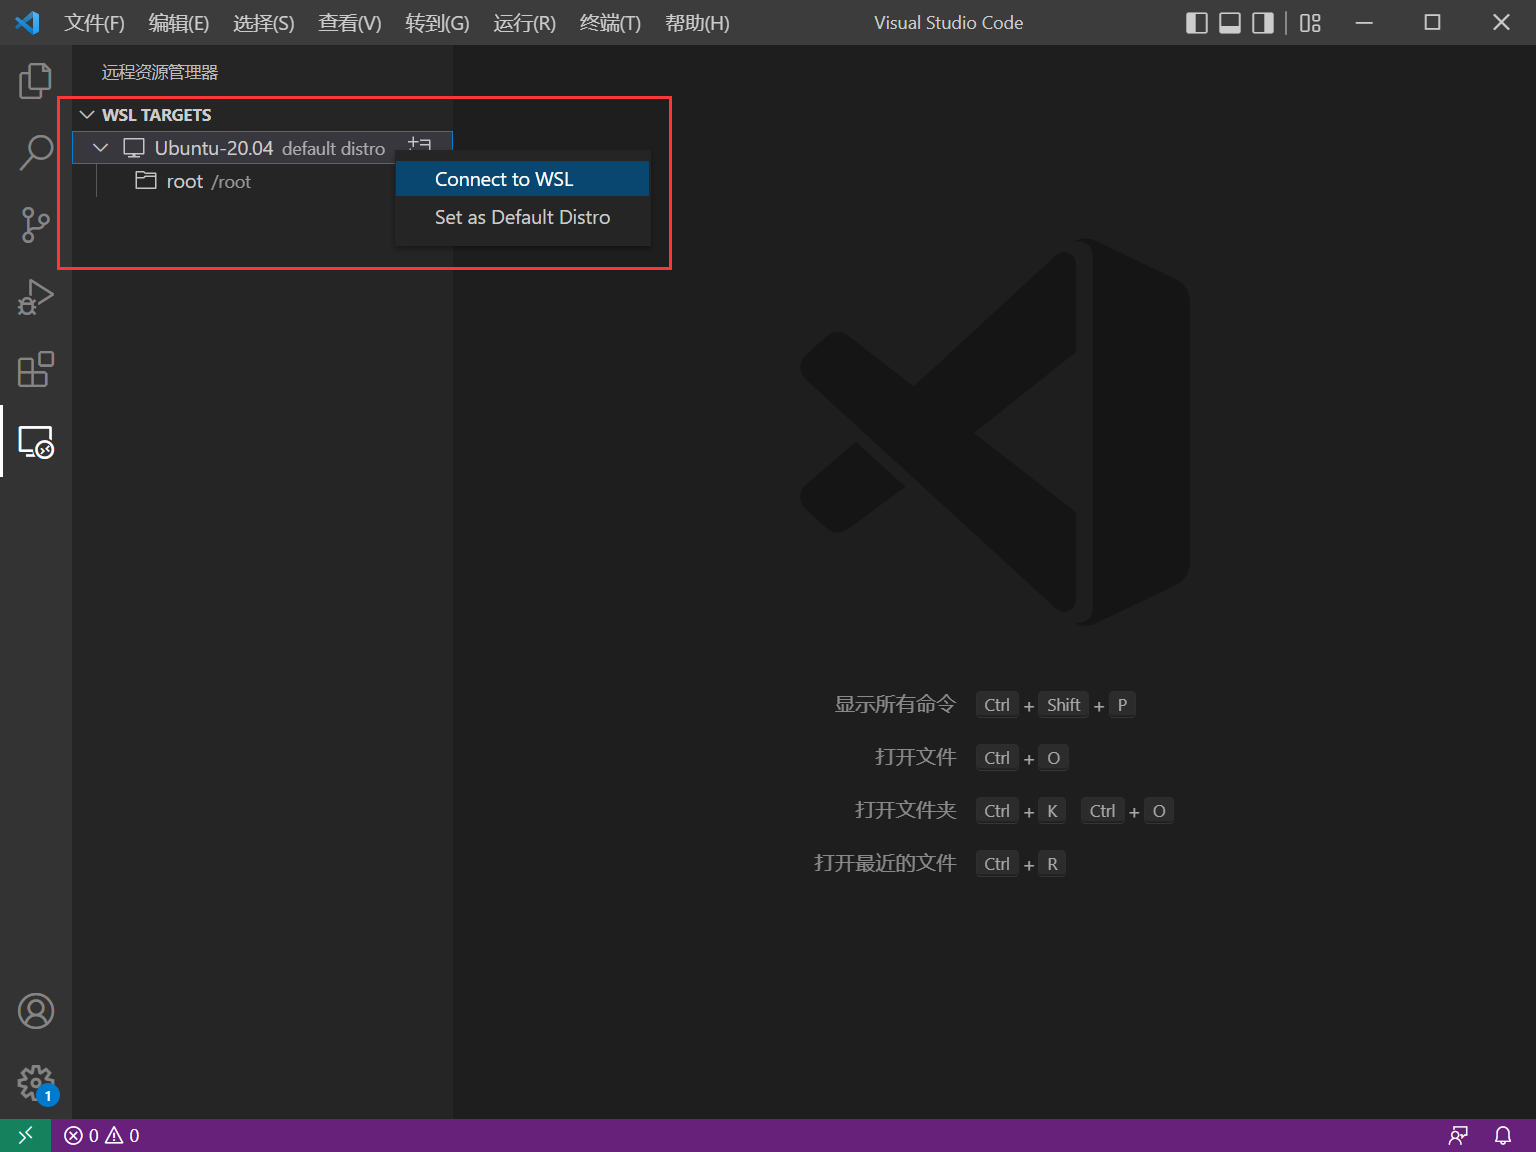 文件(F) 编辑(E) 选择(S) 查看(V) 转到(G) 运行(R) 终端(T) 帮助(H) Visual Studio Code
远程资源管理器
WSL TARGETS
Ubuntu-20.04 default distro
root /root
Connect to WSL
Set as Default Distro
显示所有命令 Ctrl + Shift + P
打开文件 Ctrl + O
打开文件夹 Ctrl + K Ctrl + O
打开最近的文件 Ctrl + R
1
0 0